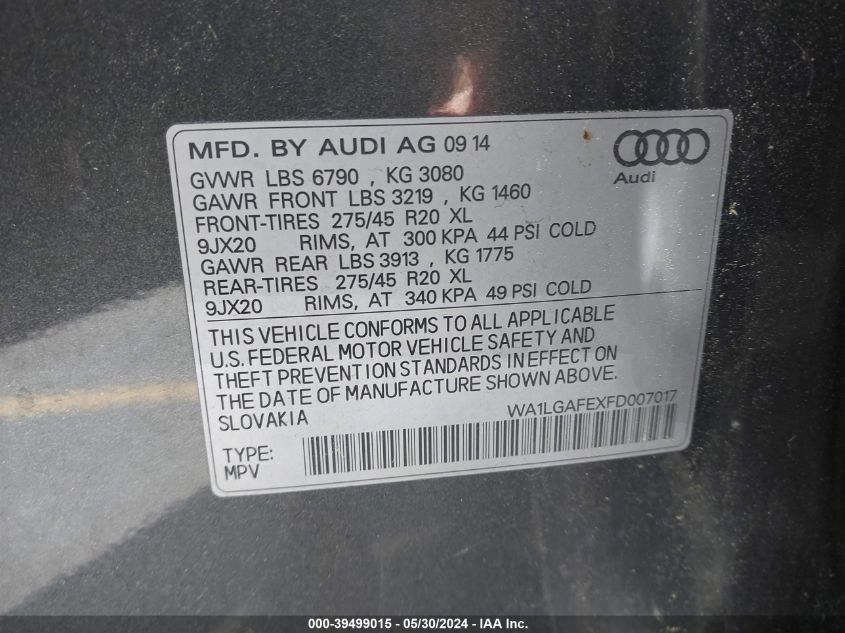 MFD. BY AUDI AG 09 14
Audi
GVWR LBS 6790 , KG 3080
GAWR FRONT LBS 3219 , KG 1460
FRONT-TIRES 275/45 R20 XL
9JX20 RIMS, AT 300 KPA 44 PSI COLD
GAWR REAR LBS 3913 , KG 1775
REAR-TIRES 275/45 R20 XL
9JX20 RIMS, AT 340 KPA 49 PSI COLD
THIS VEHICLE CONFORMS TO ALL APPLICABLE
U.S. FEDERAL MOTOR VEHICLE SAFETY AND
THEFT PREVENTION STANDARDS IN EFFECT ON
THE DATE OF MANUFACTURE SHOWN ABOVE.
SLOVAKIA
WA1LGAFEXFD007017
TYPE:
MPV
000-39499015 - 05/30/2024 - IAA Inc.